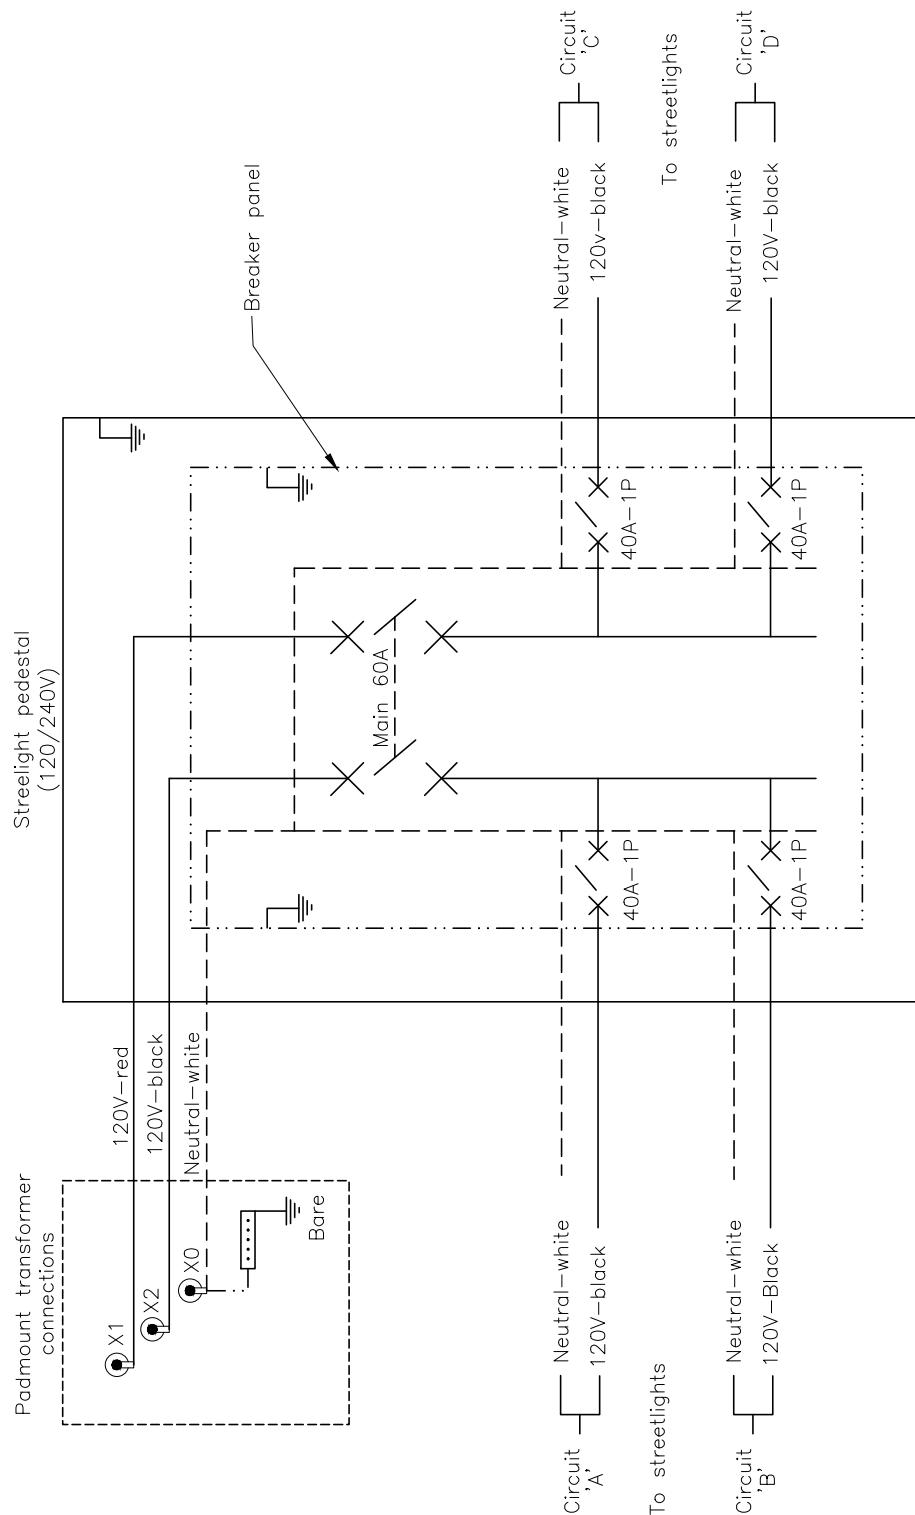 Padmount transformer
connections
X1
X2
X0
Bare
120V-red
120V-black
Neutral-white
Streelight pedestal
(120/240V)
Breaker panel
Main 60A
40A-1P
40A-1P
40A-1P
40A-1P
Circuit
'A'
Neutral-white
120V-black
To streetlights
Circuit
'B'
Neutral-white
120V-Black
Neutral-white
120v-black
Circuit
'C'
To streetlights
Neutral-white
120V-black
Circuit
'D'